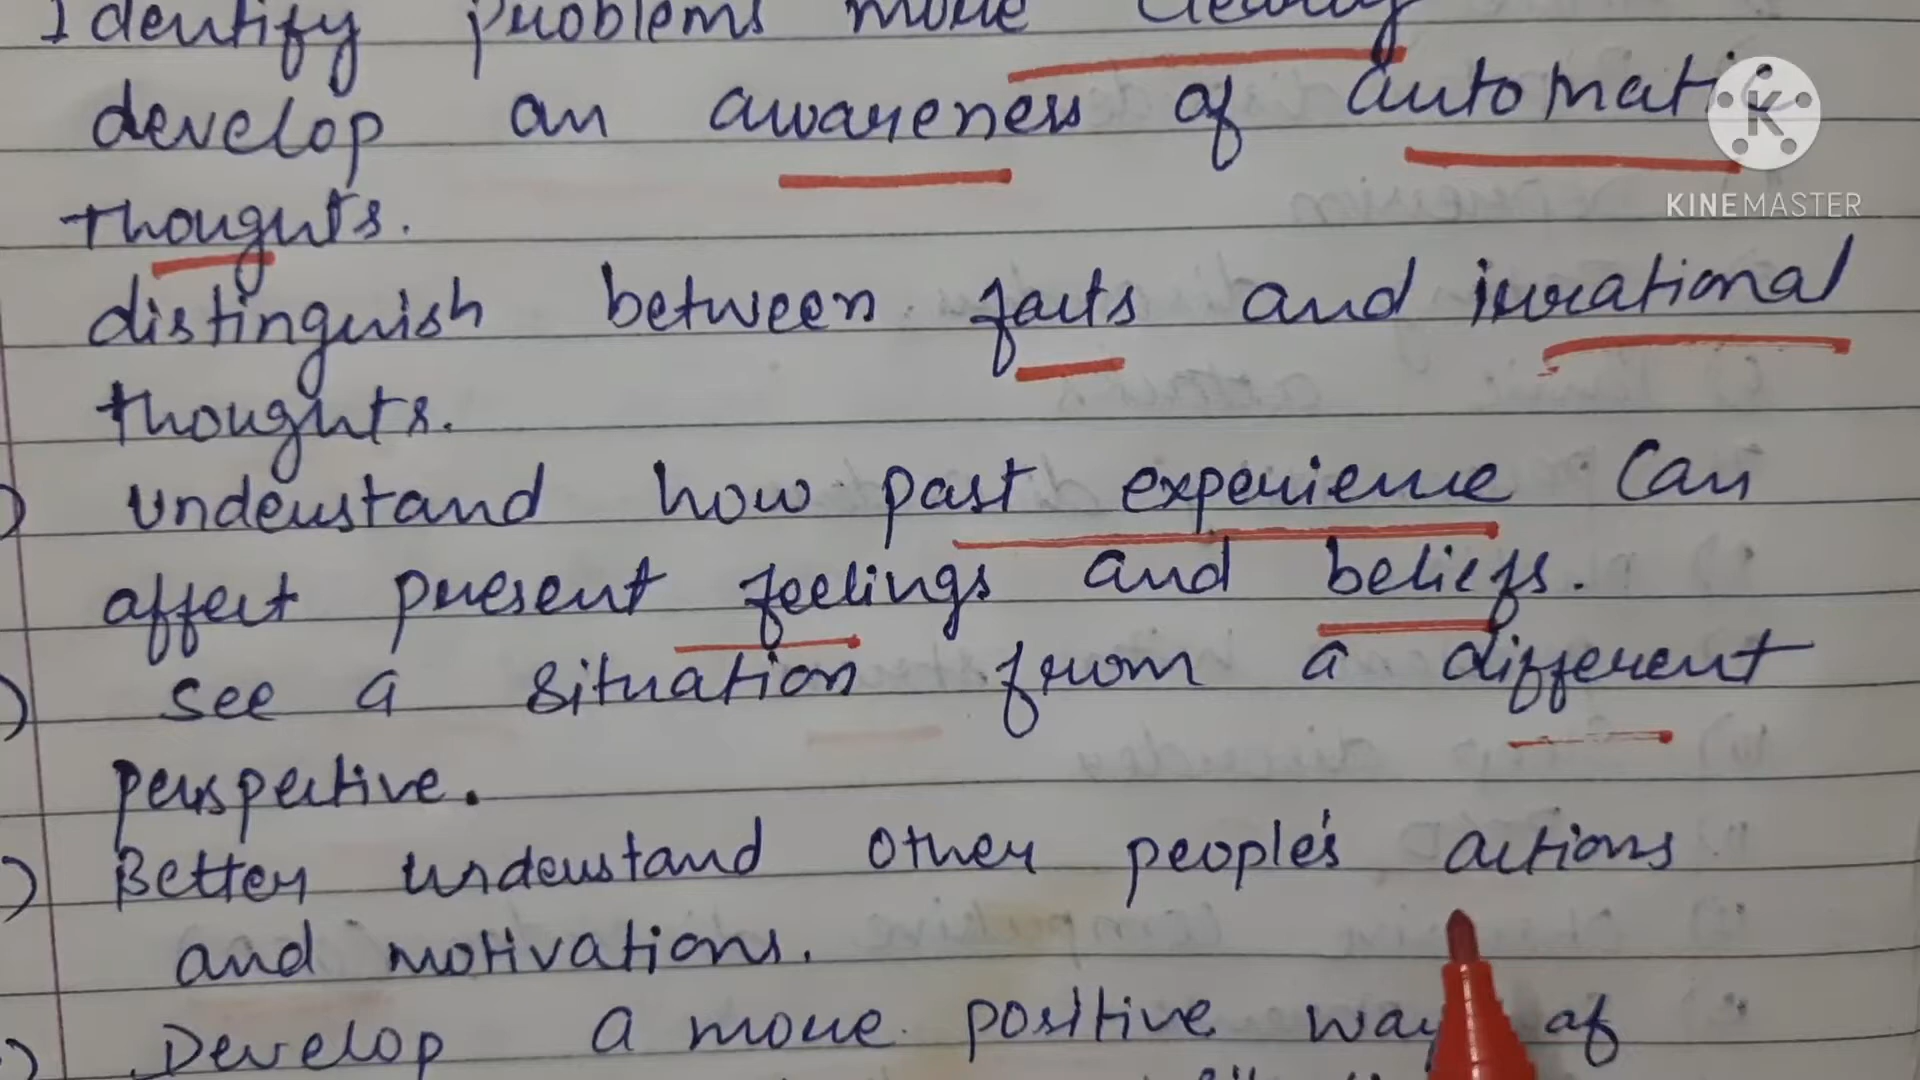 Identify problems more clearly
develop an awareness of automatic
thoughts.
distinguish between facts and irrational
thoughts.
understand how past experience can
affect present feelings and beliefs.
see a situation from a different
perspective.
Better understand other people's actions
and motivations.
Develop a more positive way of
KINEMASTER